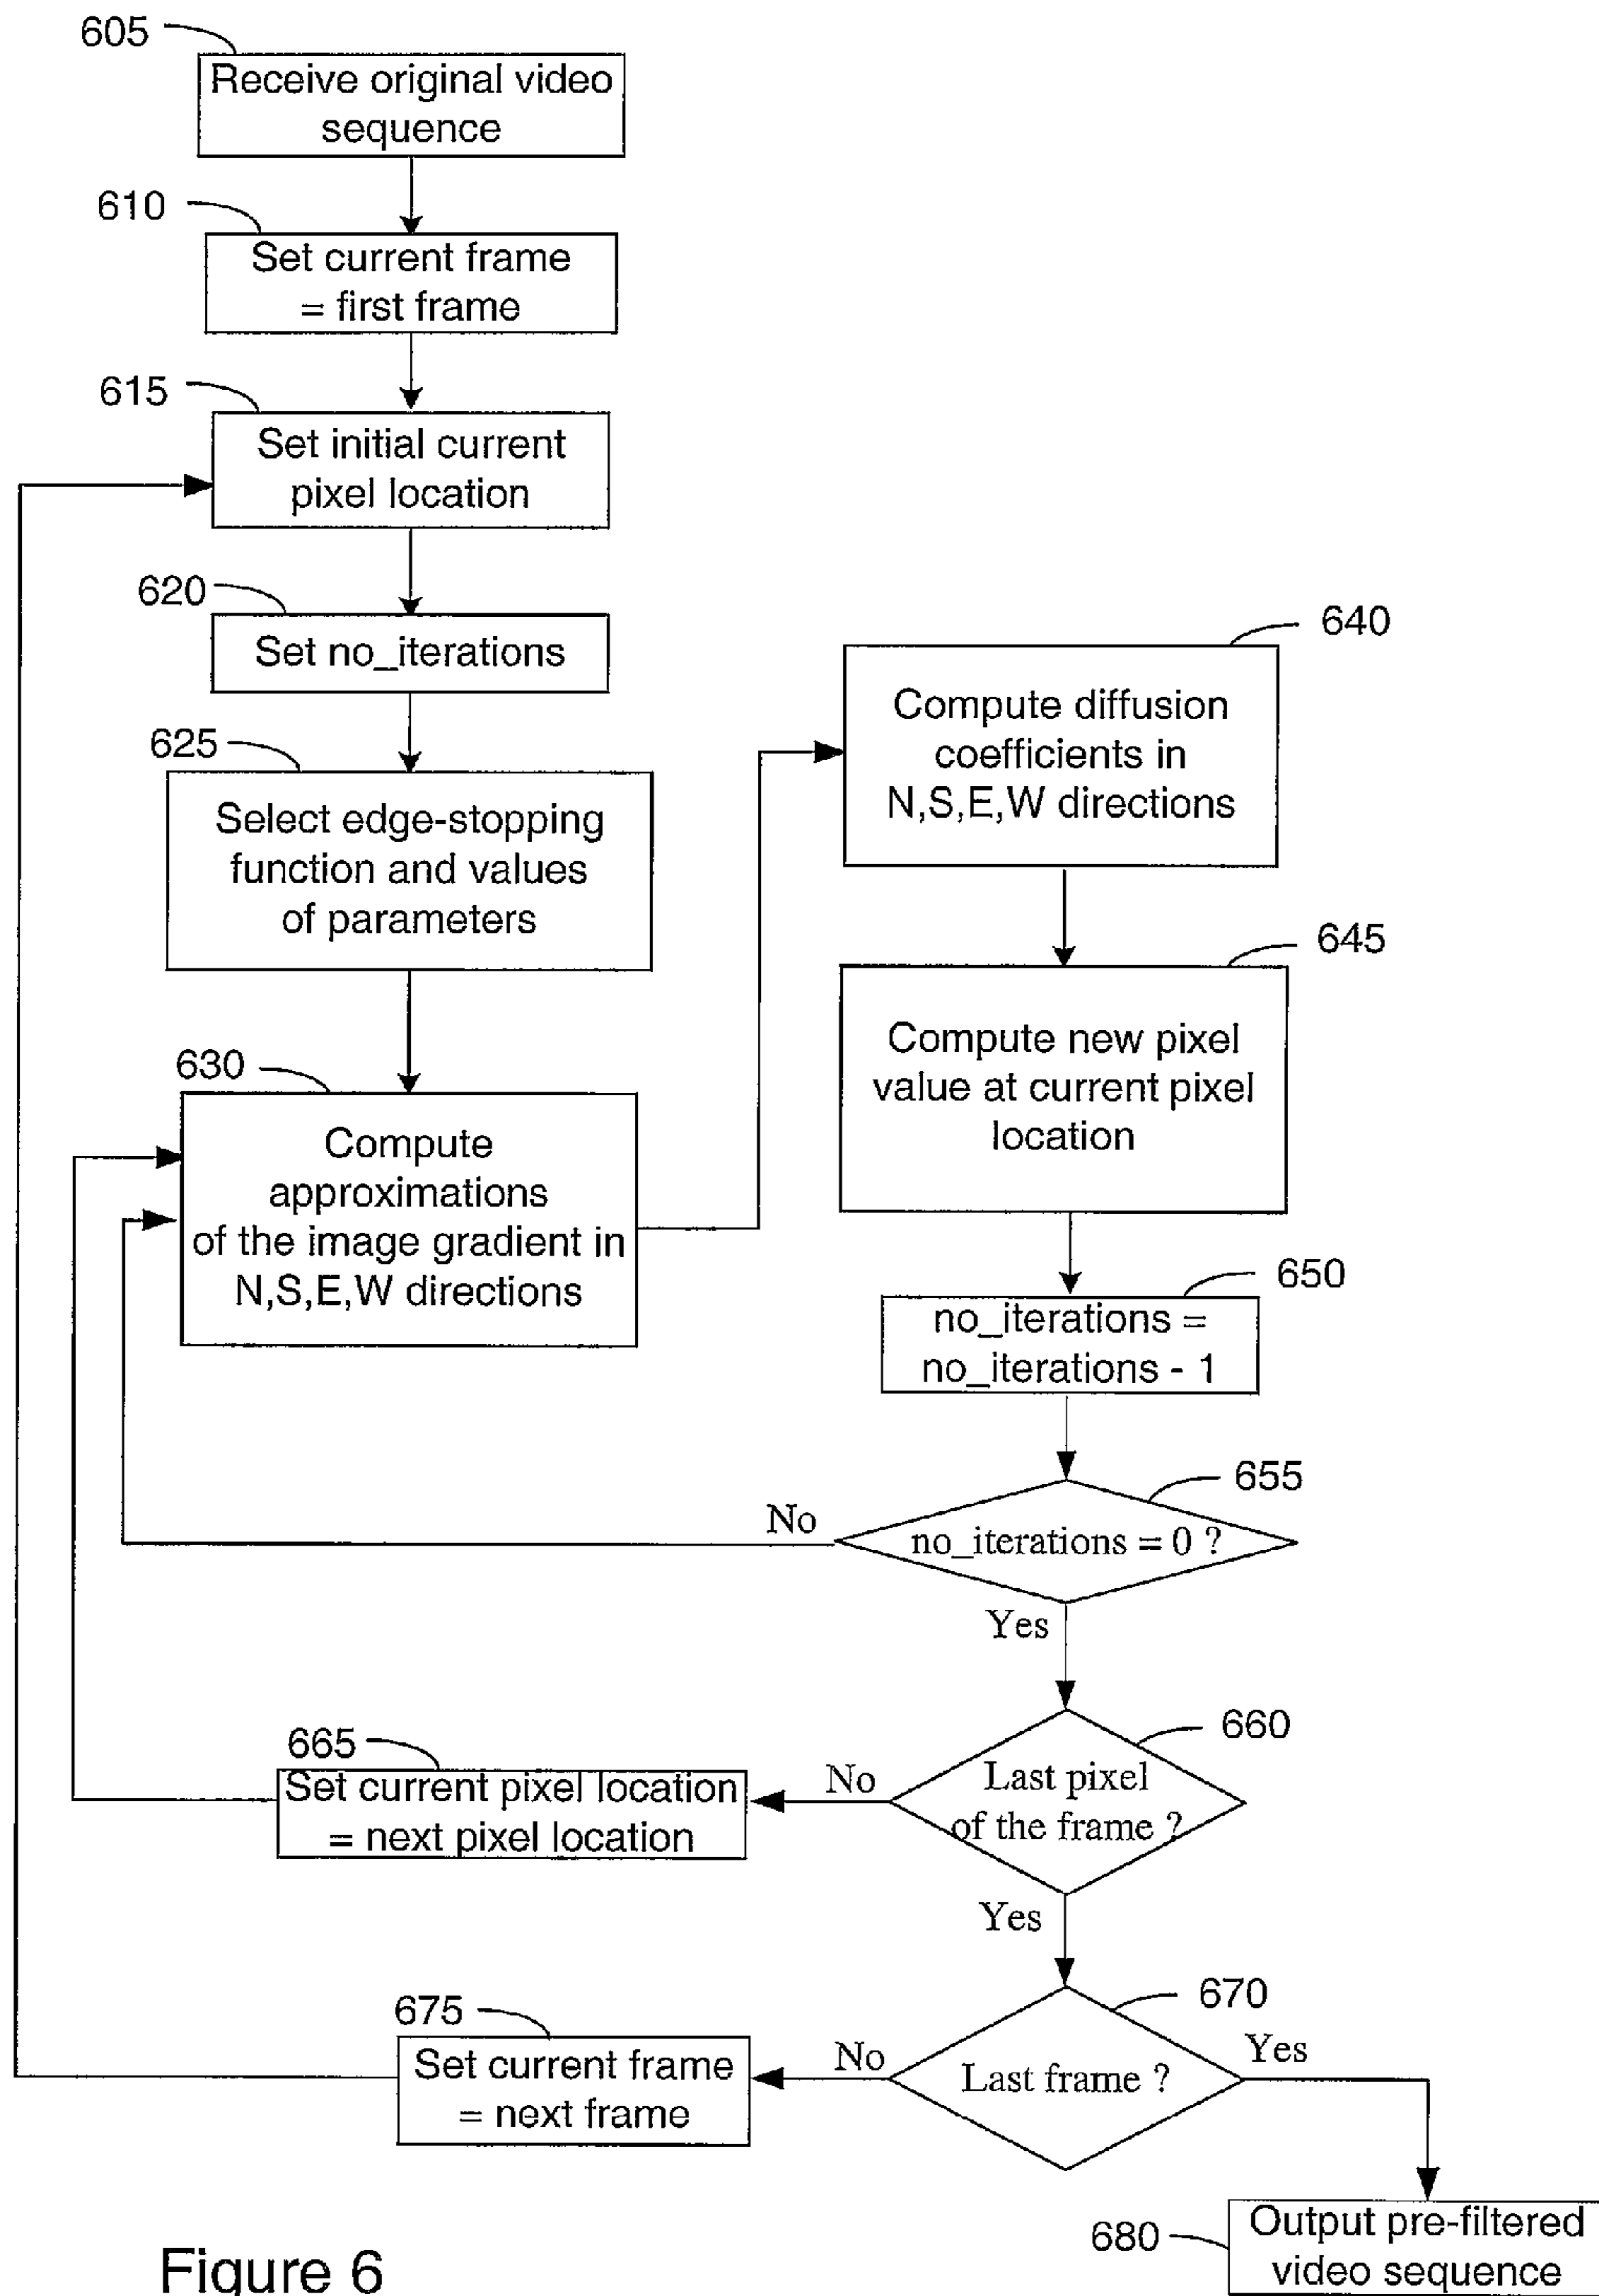 605
Receive original video
sequence
610
Set current frame
= first frame
615
Set initial current
pixel location
620
Set no_iterations
625
Select edge-stopping
function and values
of parameters
630
Compute
approximations
of the image gradient in
N,S,E,W directions
640
Compute diffusion
coefficients in
N,S,E,W directions
645
Compute new pixel
value at current pixel
location
650
no_iterations =
no_iterations - 1
655
no_iterations = 0 ?
No
Yes
660
Last pixel
of the frame ?
No
665
Set current pixel location
= next pixel location
Yes
670
Last frame ?
No
Yes
675
Set current frame
= next frame
680
Output pre-filtered
video sequence
Figure 6